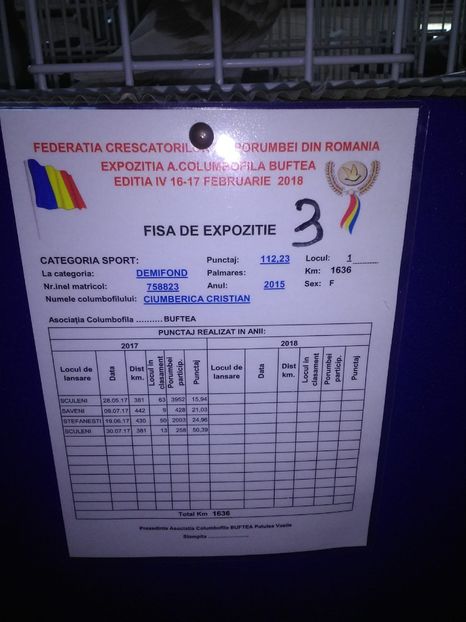 FEDERATIA CRESCATORILOR PORUMBEI DIN ROMANIA
EXPOZITIA A.COLUMBOFILA BUFTEA
EDITIA IV 16-17 FEBRUARIE 2018
FISA DE EXPOZITIE 3
CATEGORIA SPORT: Punctaj: 112,23 Locul: 1
La categoria: DEMIFOND Palmares: Km: 1636
Nr.inel matricol: 758823 Anul: 2015 Sex: F
Numele columbofilului: CIUMBERICA CRISTIAN
Asociaţia Columbofila .......... BUFTEA
PUNCTAJ REALIZAT IN ANII:
2017 2018
Locul de lansare Data Dist km. Locul in clasament Porumbei particip. Punctaj Locul de lansare Data Dist km. Locul in clasament Porumbei particip. Punctaj
SCULENI 28.05.17 381 63 3952 15,94
SAVENI 09.07.17 442 9 428 21,03
STEFANESTI 19.06.17 430 50 2003 24,96
SCULENI 30.07.17 381 13 258 50,39
Total Km 1636
Presedinte Asociatia Columbofila BUFTEA Patulea Vasile
Stampila ....................